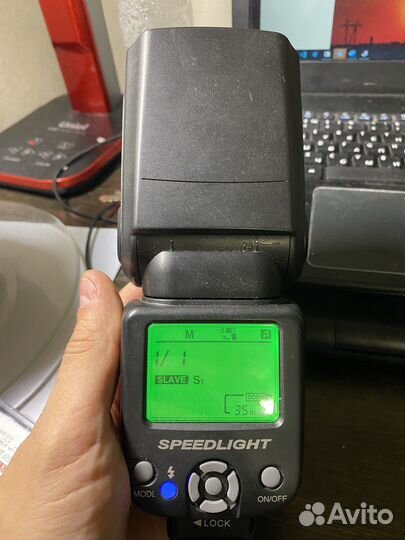 M
1/1
SLAVE S1
ZOOM
35mm
SPEEDLIGHT
MODE
ON/OFF
◄LOCK
Avito